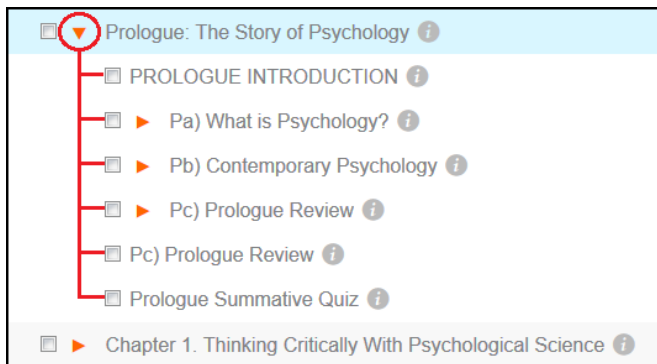 Prologue: The Story of Psychology i
PROLOGUE INTRODUCTION i
Pa) What is Psychology? i
Pb) Contemporary Psychology i
Pc) Prologue Review i
Pc) Prologue Review i
Prologue Summative Quiz i
Chapter 1. Thinking Critically With Psychological Science i